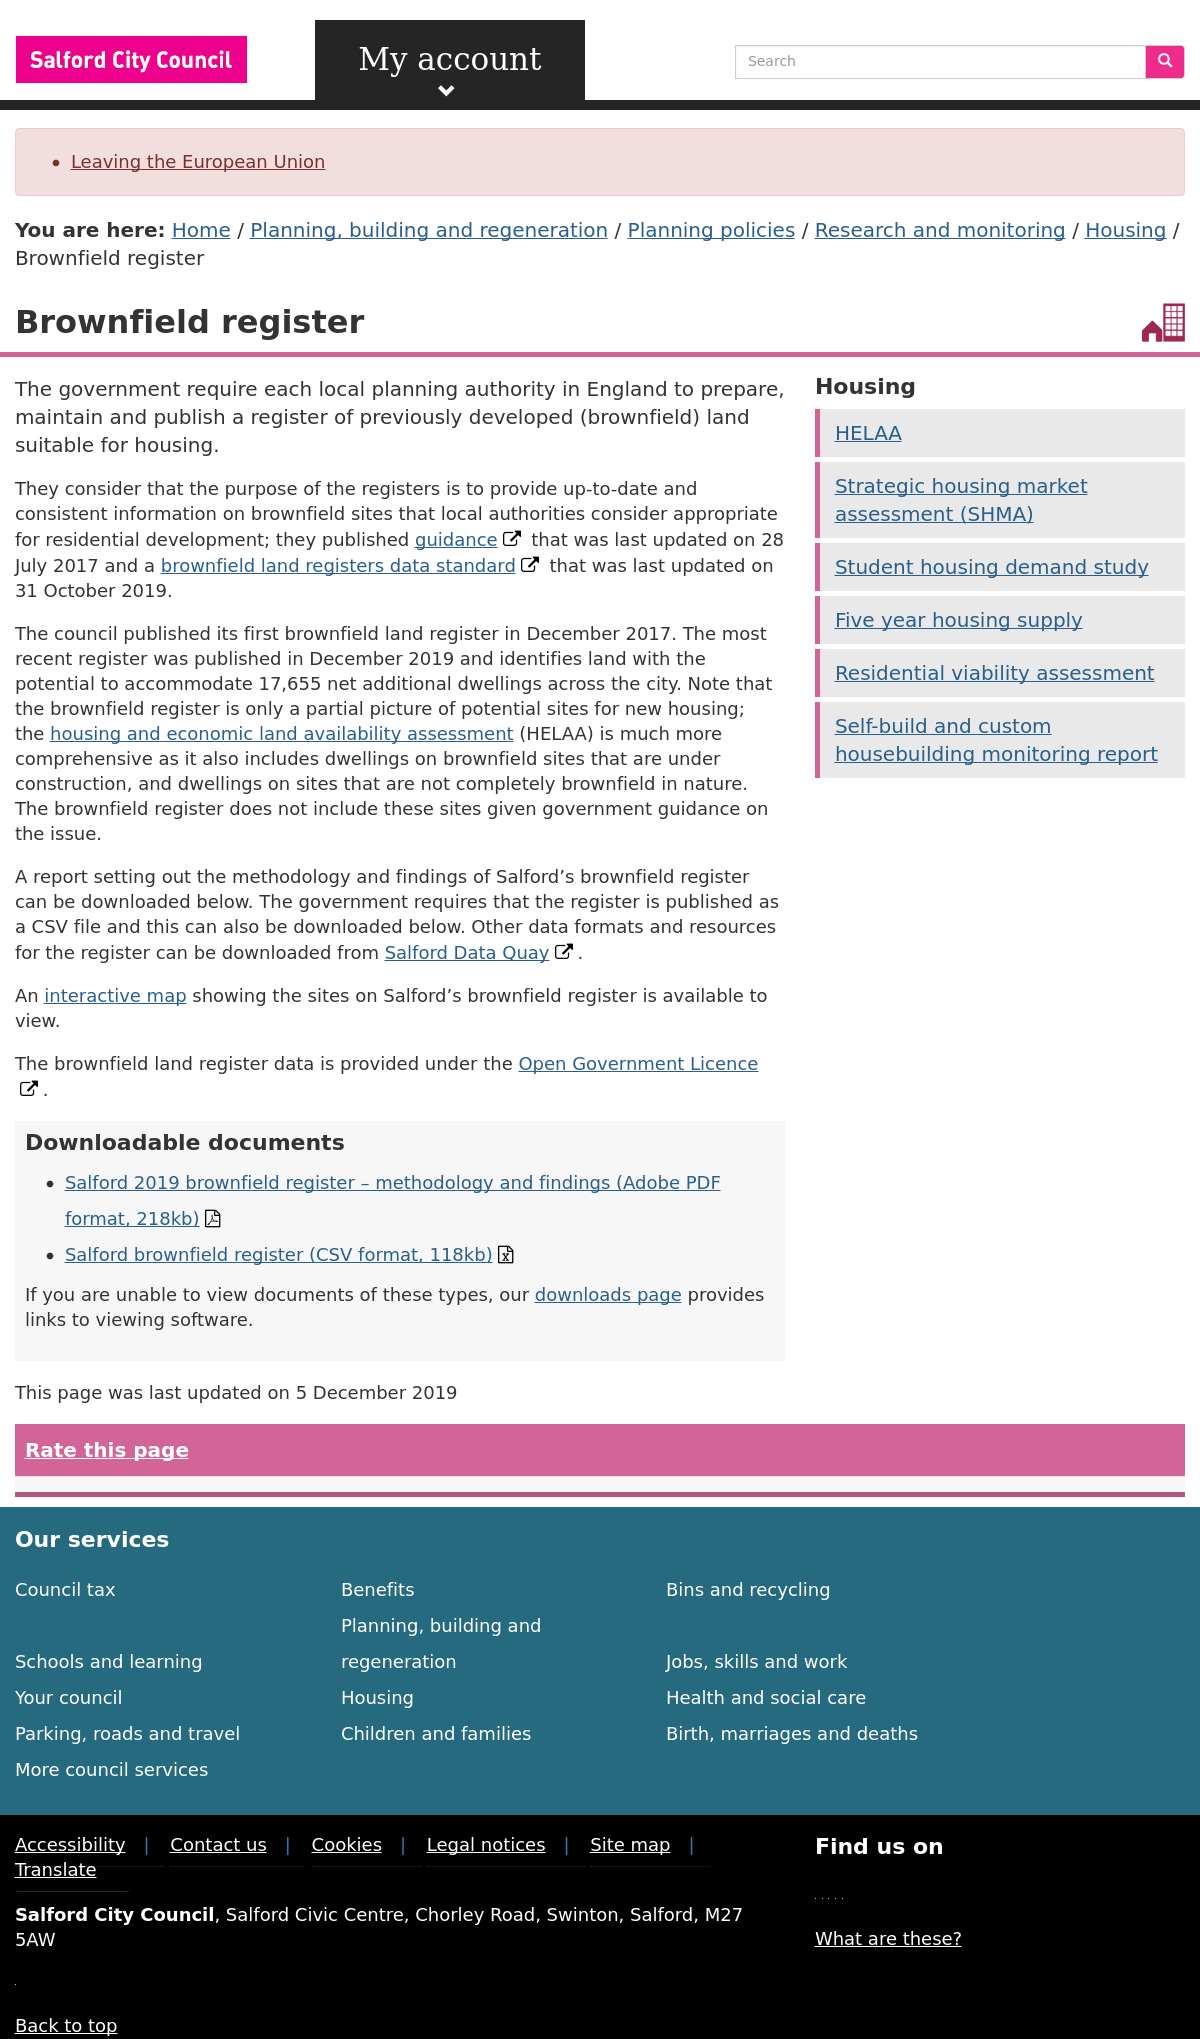 Salford City Council
My account
Search
Leaving the European Union
You are here: Home / Planning, building and regeneration / Planning policies / Research and monitoring / Housing /
Brownfield register
Brownfield register
The government require each local planning authority in England to prepare,
maintain and publish a register of previously developed (brownfield) land
suitable for housing.
They consider that the purpose of the registers is to provide up-to-date and
consistent information on brownfield sites that local authorities consider appropriate
for residential development; they published guidance that was last updated on 28
July 2017 and a brownfield land registers data standard that was last updated on
31 October 2019.
The council published its first brownfield land register in December 2017. The most
recent register was published in December 2019 and identifies land with the
potential to accommodate 17,655 net additional dwellings across the city. Note that
the brownfield register is only a partial picture of potential sites for new housing;
the housing and economic land availability assessment (HELAA) is much more
comprehensive as it also includes dwellings on brownfield sites that are under
construction, and dwellings on sites that are not completely brownfield in nature.
The brownfield register does not include these sites given government guidance on
the issue.
A report setting out the methodology and findings of Salford’s brownfield register
can be downloaded below. The government requires that the register is published as
a CSV file and this can also be downloaded below. Other data formats and resources
for the register can be downloaded from Salford Data Quay .
An interactive map showing the sites on Salford’s brownfield register is available to
view.
The brownfield land register data is provided under the Open Government Licence
.
Downloadable documents
Salford 2019 brownfield register – methodology and findings (Adobe PDF
format, 218kb)
Salford brownfield register (CSV format, 118kb)
If you are unable to view documents of these types, our downloads page provides
links to viewing software.
This page was last updated on 5 December 2019
Housing
HELAA
Strategic housing market
assessment (SHMA)
Student housing demand study
Five year housing supply
Residential viability assessment
Self-build and custom
housebuilding monitoring report
Rate this page
Our services
Council tax
Benefits
Bins and recycling
Schools and learning
Planning, building and
regeneration
Jobs, skills and work
Your council
Housing
Health and social care
Parking, roads and travel
Children and families
Birth, marriages and deaths
More council services
Accessibility | Contact us | Cookies | Legal notices | Site map |
Translate
Salford City Council, Salford Civic Centre, Chorley Road, Swinton, Salford, M27
5AW
Back to top
Find us on
What are these?